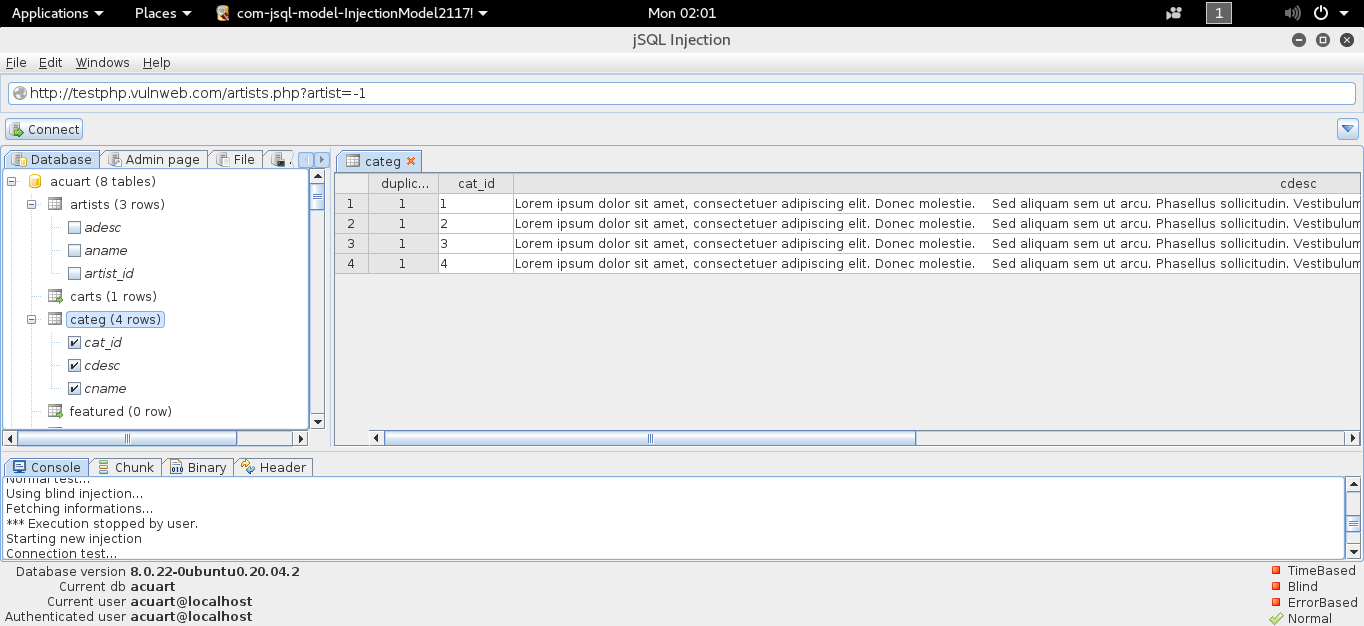 Applications Places com-jsql-model-InjectionModel2117! Mon 02:01 1
jSQL Injection
File Edit Windows Help
http://testphp.vulnweb.com/artists.php?artist=-1
Connect
Database Admin page File
categ
acuart (8 tables)
artists (3 rows)
adesc
aname
artist_id
carts (1 rows)
categ (4 rows)
cat_id
cdesc
cname
featured (0 row)
duplic... cat_id cdesc
1 1 1 Lorem ipsum dolor sit amet, consectetuer adipiscing elit. Donec molestie. Sed aliquam sem ut arcu. Phasellus sollicitudin. Vestibulum
2 1 2 Lorem ipsum dolor sit amet, consectetuer adipiscing elit. Donec molestie. Sed aliquam sem ut arcu. Phasellus sollicitudin. Vestibulum
3 1 3 Lorem ipsum dolor sit amet, consectetuer adipiscing elit. Donec molestie. Sed aliquam sem ut arcu. Phasellus sollicitudin. Vestibulum
4 1 4 Lorem ipsum dolor sit amet, consectetuer adipiscing elit. Donec molestie. Sed aliquam sem ut arcu. Phasellus sollicitudin. Vestibulum
Console Chunk Binary Header
Normal test...
Using blind injection...
Fetching informations...
*** Execution stopped by user.
Starting new injection
Connection test...
Database version 8.0.22-0ubuntu0.20.04.2
Current db acuart
Current user acuart@localhost
Authenticated user acuart@localhost
TimeBased
Blind
ErrorBased
Normal